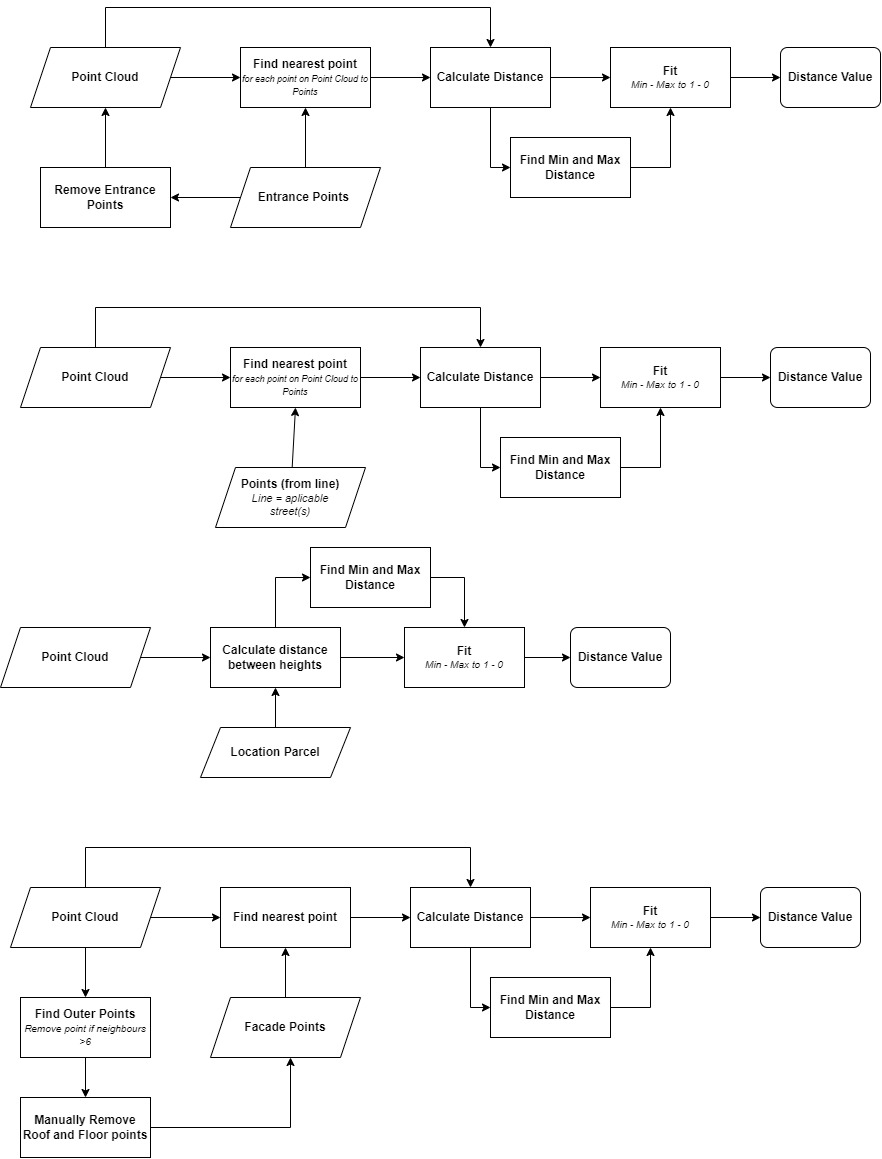 Point Cloud
Find nearest point
for each point on Point Cloud to
Points
Calculate Distance
Fit
Min - Max to 1 - 0
Distance Value
Find Min and Max
Distance
Remove Entrance
Points
Entrance Points
Point Cloud
Find nearest point
for each point on Point Cloud to
Points
Calculate Distance
Fit
Min - Max to 1 - 0
Distance Value
Find Min and Max
Distance
Points (from line)
Line = aplicable
street(s)
Find Min and Max
Distance
Point Cloud
Calculate distance
between heights
Fit
Min - Max to 1 - 0
Distance Value
Location Parcel
Point Cloud
Find nearest point
Calculate Distance
Fit
Min - Max to 1 - 0
Distance Value
Find Outer Points
Remove point if neighbours
>6
Facade Points
Find Min and Max
Distance
Manually Remove
Roof and Floor points